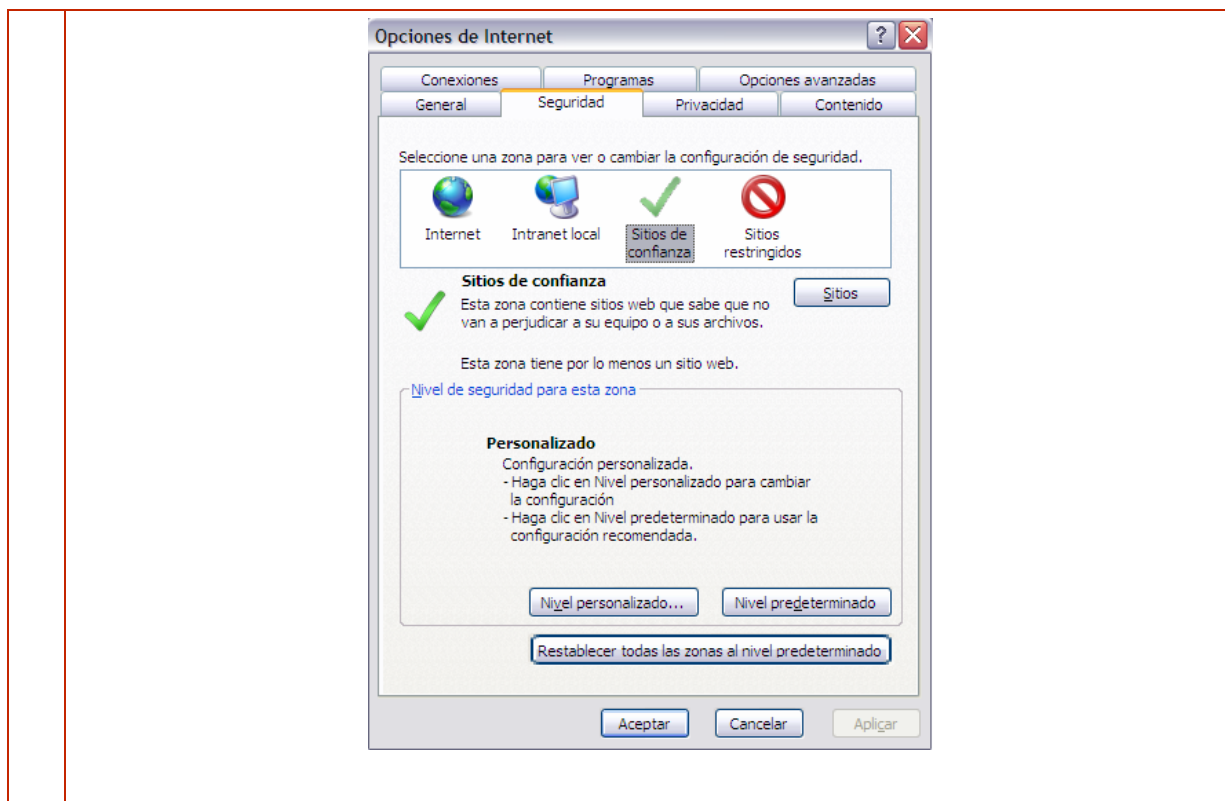 Opciones de Internet
?
Conexiones Programas Opciones avanzadas
General Seguridad Privacidad Contenido
Seleccione una zona para ver o cambiar la configuración de seguridad.
Internet Intranet local Sitios de Sitios
confianza restringidos
Sitios de confianza
Sitios
Esta zona contiene sitios web que sabe que no
van a perjudicar a su equipo o a sus archivos.
Esta zona tiene por lo menos un sitio web.
Nivel de seguridad para esta zona
Personalizado
Configuración personalizada.
- Haga clic en Nivel personalizado para cambiar
la configuración
- Haga clic en Nivel predeterminado para usar la
configuración recomendada.
Nivel personalizado... Nivel predeterminado
Restablecer todas las zonas al nivel predeterminado
Aceptar Cancelar Aplicar